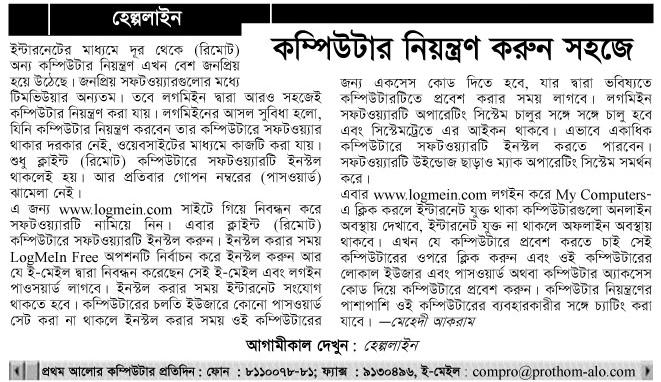 হেল্পলাইন
কম্পিউটার নিয়ন্ত্রণ করুন সহজে
ইন্টারনেটের মাধ্যমে দূর থেকে (রিমোট)
অন্য কম্পিউটার নিয়ন্ত্রণ এখন বেশ জনপ্রিয়
হয়ে উঠেছে। জনপ্রিয় সফটওয়্যারগুলোর মধ্যে
টিমভিউয়ার অন্যতম। তবে লগমিইন দ্বারা আরও সহজেই
কম্পিউটার নিয়ন্ত্রণ করা যায়। লগমিইনের আসল সুবিধা হলো,
যিনি কম্পিউটার নিয়ন্ত্রণ করবেন তার কম্পিউটারে সফটওয়্যার
থাকার দরকার নেই, ওয়েবসাইটের মাধ্যমে কাজটি করা যায়।
শুধু ক্লাইন্ট (রিমোট) কম্পিউটারে সফটওয়্যারটি ইনস্টল
থাকলেই হয়। আর প্রতিবার গোপন নম্বরের (পাসওয়ার্ড)
ঝামেলা নেই।
এ জন্য www.logmein.com সাইটে গিয়ে নিবন্ধন করে
সফটওয়্যারটি নামিয়ে নিন। এবার ক্লাইন্ট (রিমোট)
কম্পিউটারে সফটওয়্যারটি ইনস্টল করুন। ইনস্টল করার সময়
LogMeIn Free অপশনটি নির্বাচন করে ইনস্টল করুন আর
যে ই-মেইল দ্বারা নিবন্ধন করেছেন সেই ই-মেইল এবং লগইন
পাওসয়ার্ড লাগবে। ইনস্টল করার সময় ইন্টারনেট সংযোগ
থাকতে হবে। কম্পিউটারের চলতি ইউজারে কোনো পাসওয়ার্ড
সেট করা না থাকলে ইনস্টল করার সময় ওই কম্পিউটারের
জন্য একসেস কোড দিতে হবে, যার দ্বারা ভবিষ্যতে
কম্পিউটারটিতে প্রবেশ করার সময় লাগবে। লগমিইন
সফটওয়্যারটি অপারেটিং সিস্টেম চালুর সঙ্গে সঙ্গে চালু হবে
এবং সিস্টেমট্রেতে এর আইকন থাকবে। এভাবে একাধিক
কম্পিউটারে সফটওয়্যারটি ইনস্টল করতে পারবেন।
সফটওয়্যারটি উইন্ডোজ ছাড়াও ম্যাক অপারেটিং সিস্টেম সমর্থন
করে।
এবার www.logmein.com লগইন করে My Computers-
এ ক্লিক করলে ইন্টারনেট যুক্ত থাকা কম্পিউটারগুলো অনলাইন
অবস্থায় দেখাবে, ইন্টারনেট যুক্ত না থাকলে অফলাইন অবস্থায়
থাকবে। এখন যে কম্পিউটারে প্রবেশ করতে চাই সেই
কম্পিউটারের ওপরে ক্লিক করুন এবং ওই কম্পিউটারের
লোকাল ইউজার এবং পাসওয়ার্ড অথবা কম্পিউটার অ্যাকসেস
কোড দিয়ে কম্পিউটারে প্রবেশ করুন। কম্পিউটার নিয়ন্ত্রণের
পাশাপাশি ওই কম্পিউটারের ব্যবহারকারীর সঙ্গে চ্যাটিং করা
যাবে। —মেহেদী আকরাম
আগামীকাল দেখুন : হেল্পলাইন
প্রথম আলোর কম্পিউটার প্রতিদিন : ফোন : ৮১১০০৭৮-৮১; ফ্যাক্স : ৯১৩০৪৯৬, ই-মেইল : compro@prothom-alo.com